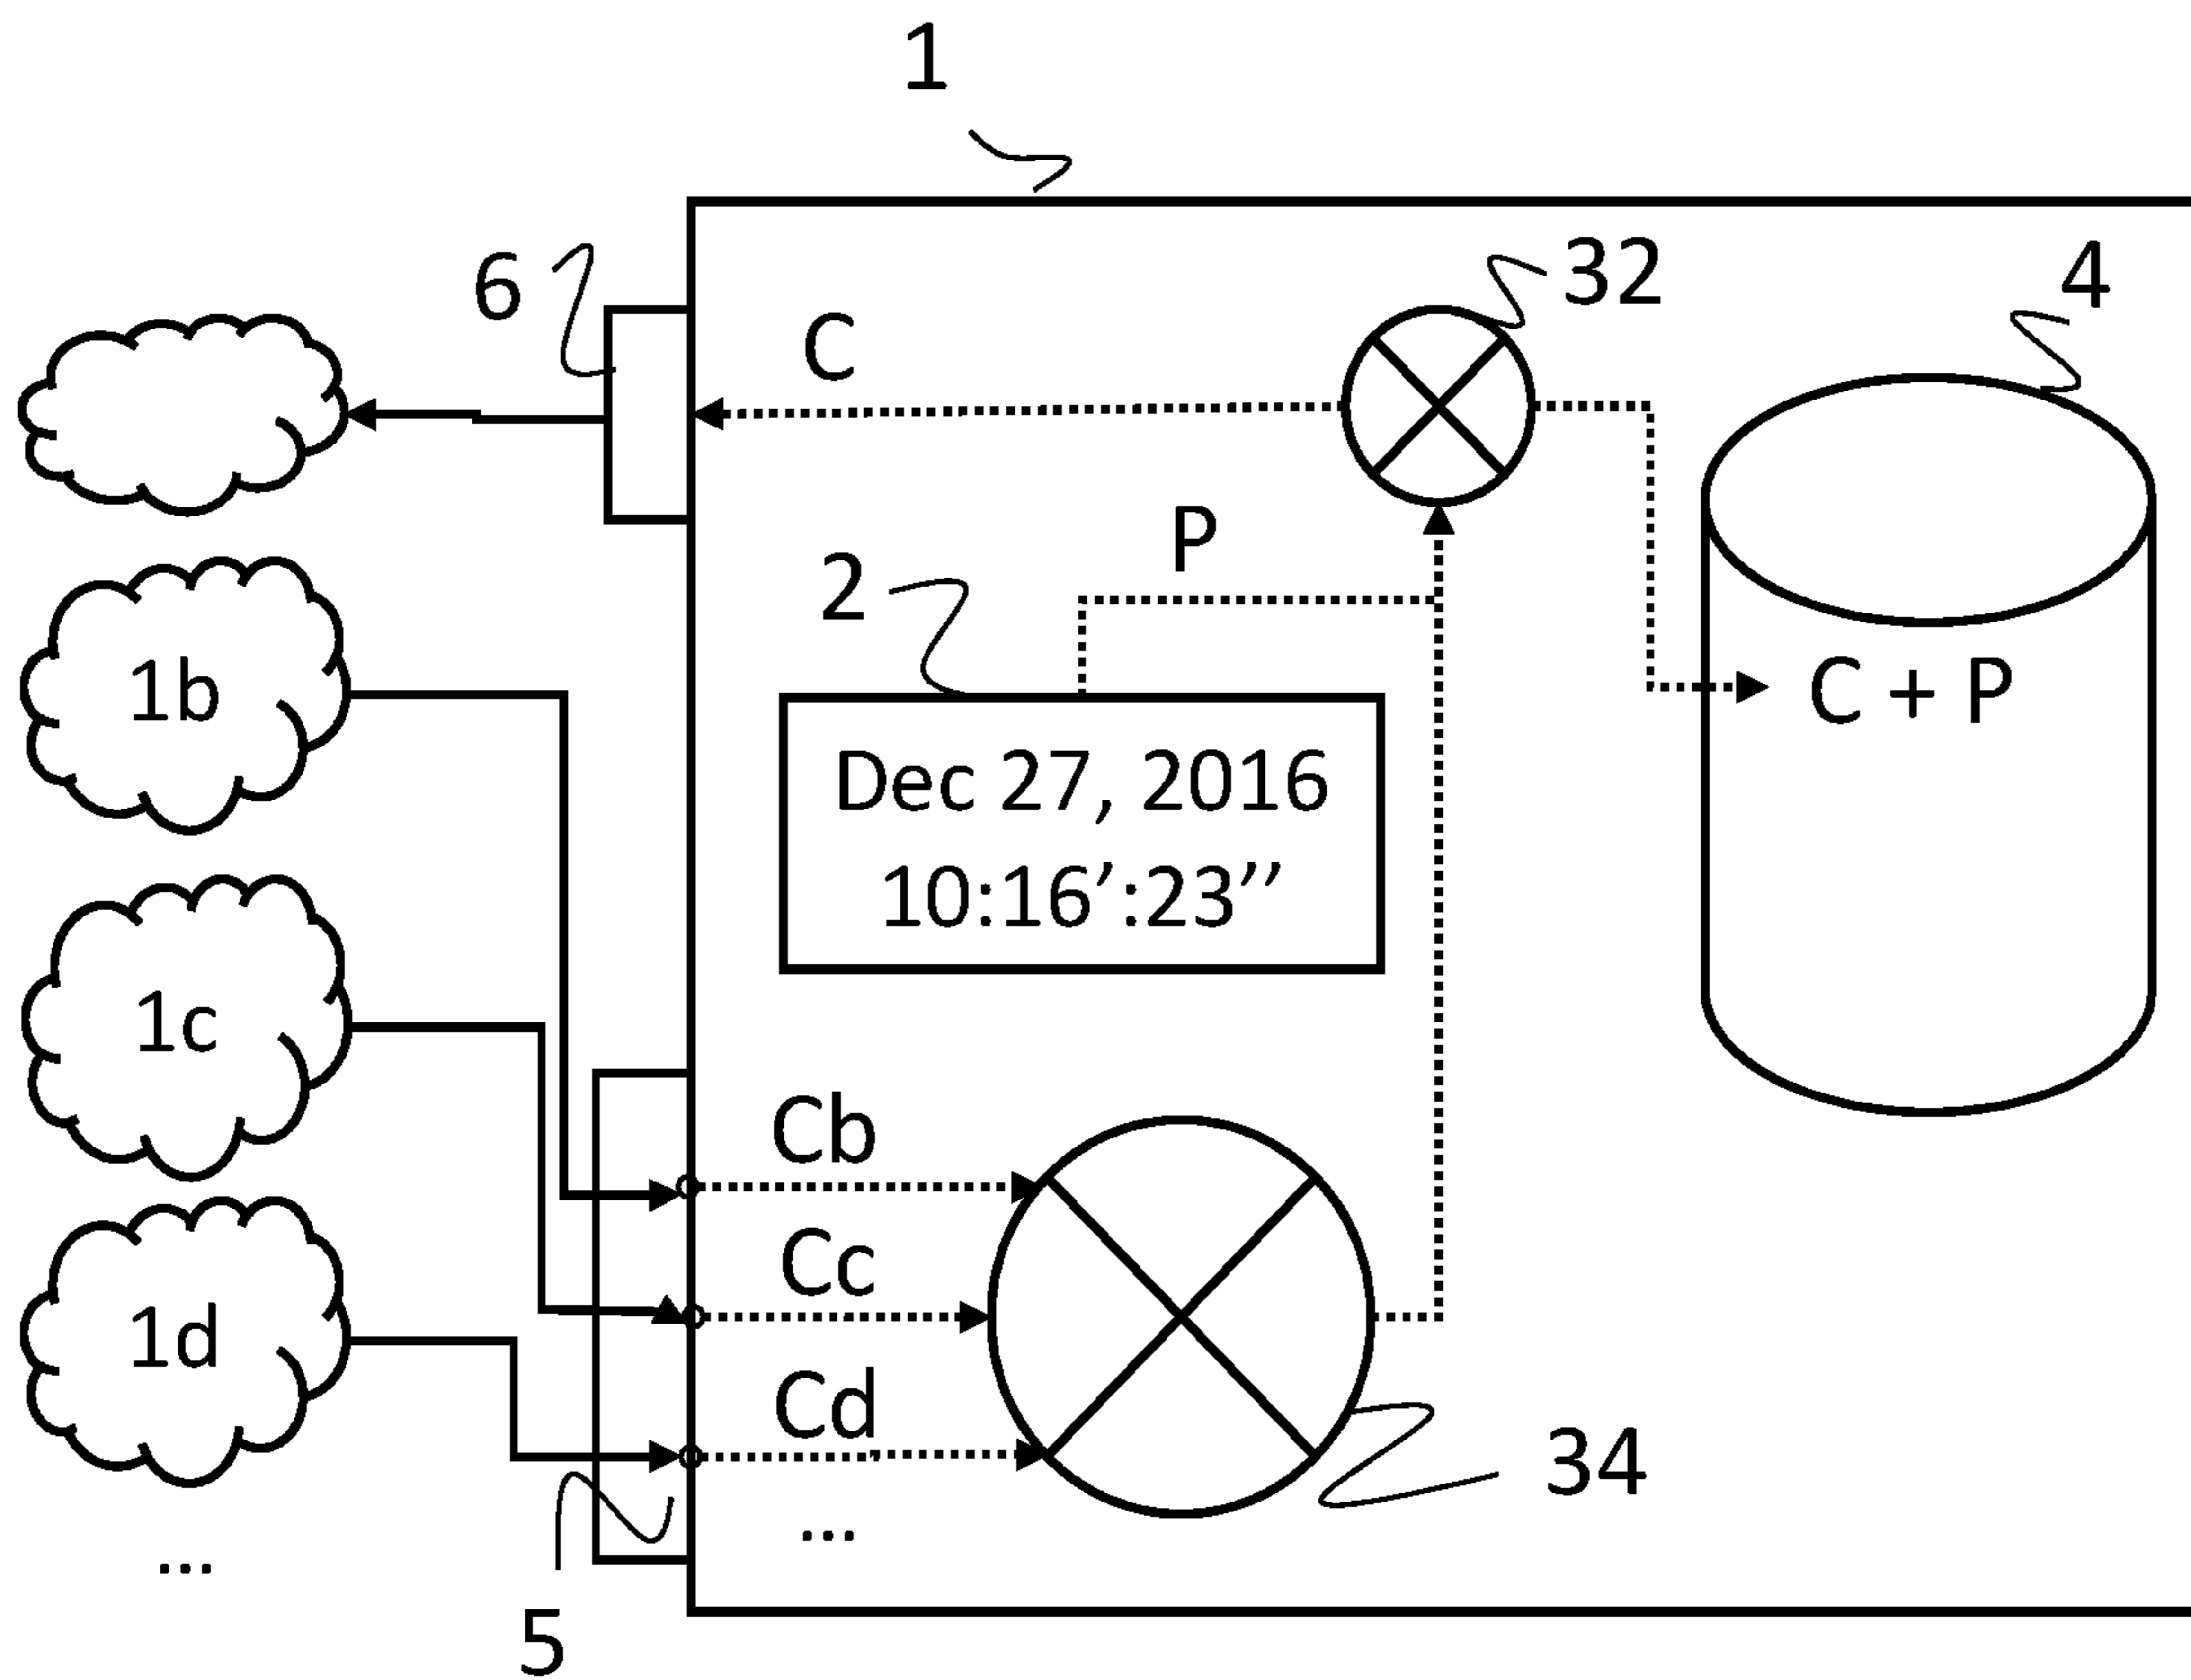 1
6
C
32
4
P
2
1b
C + P
Dec 27, 2016
10:16’:23’’
1c
Cb
Cc
1d
Cd
34
...
...
5